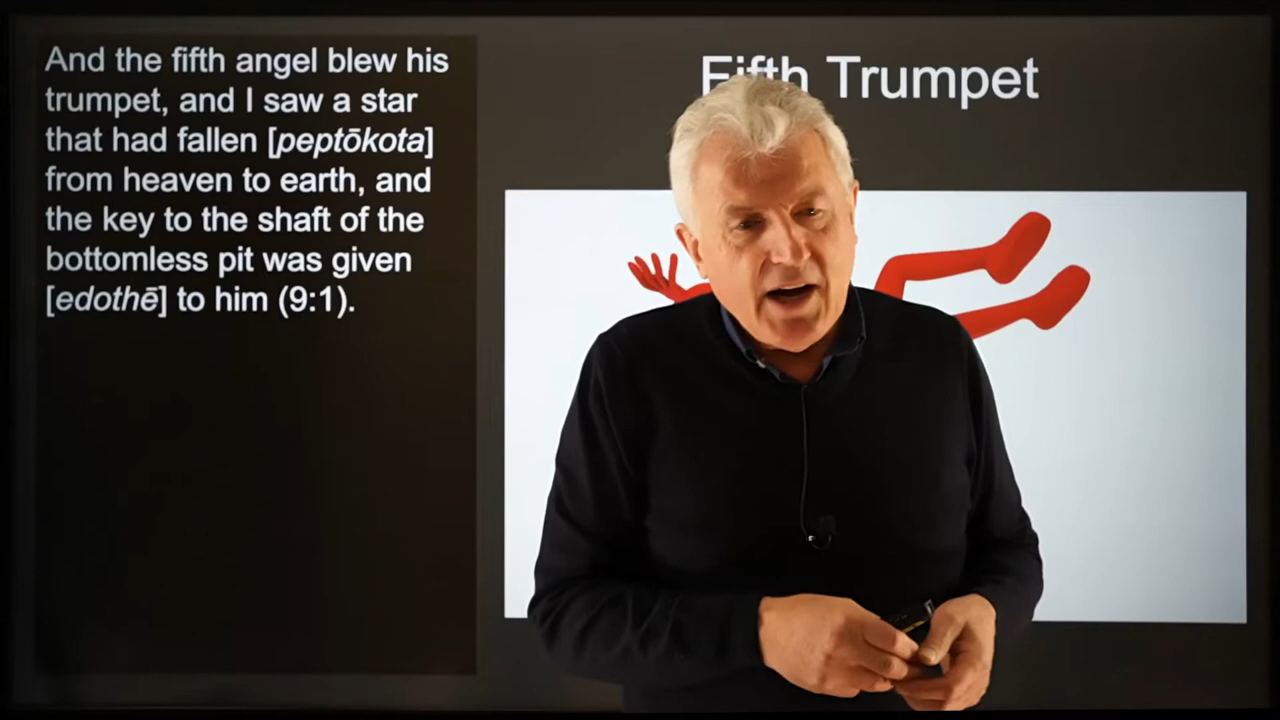 Fifth Trumpet
And the fifth angel blew his
trumpet, and I saw a star
that had fallen [peptōkota]
from heaven to earth, and
the key to the shaft of the
bottomless pit was given
[edothē] to him (9:1).